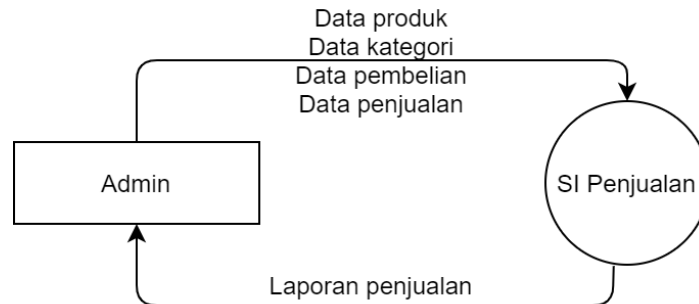 Data produk
Data kategori
Data pembelian
Data penjualan
Admin
SI Penjualan
Laporan penjualan